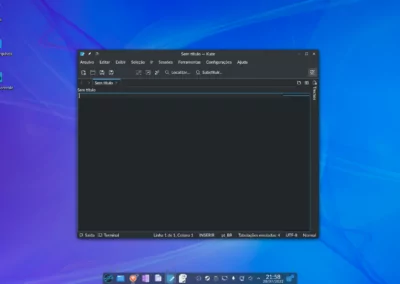 Sem título — Kate
Arquivo Editar Exibir Seleção Ir Sessões Ferramentas Configurações Ajuda
Localizar... Substituir...
Sem título
Sem título
Saída Terminal Linha 1 de 1, Coluna 1 INSERIR pt_BR Tabulações encurtadas: 4 UTF-8 Normal
21:58